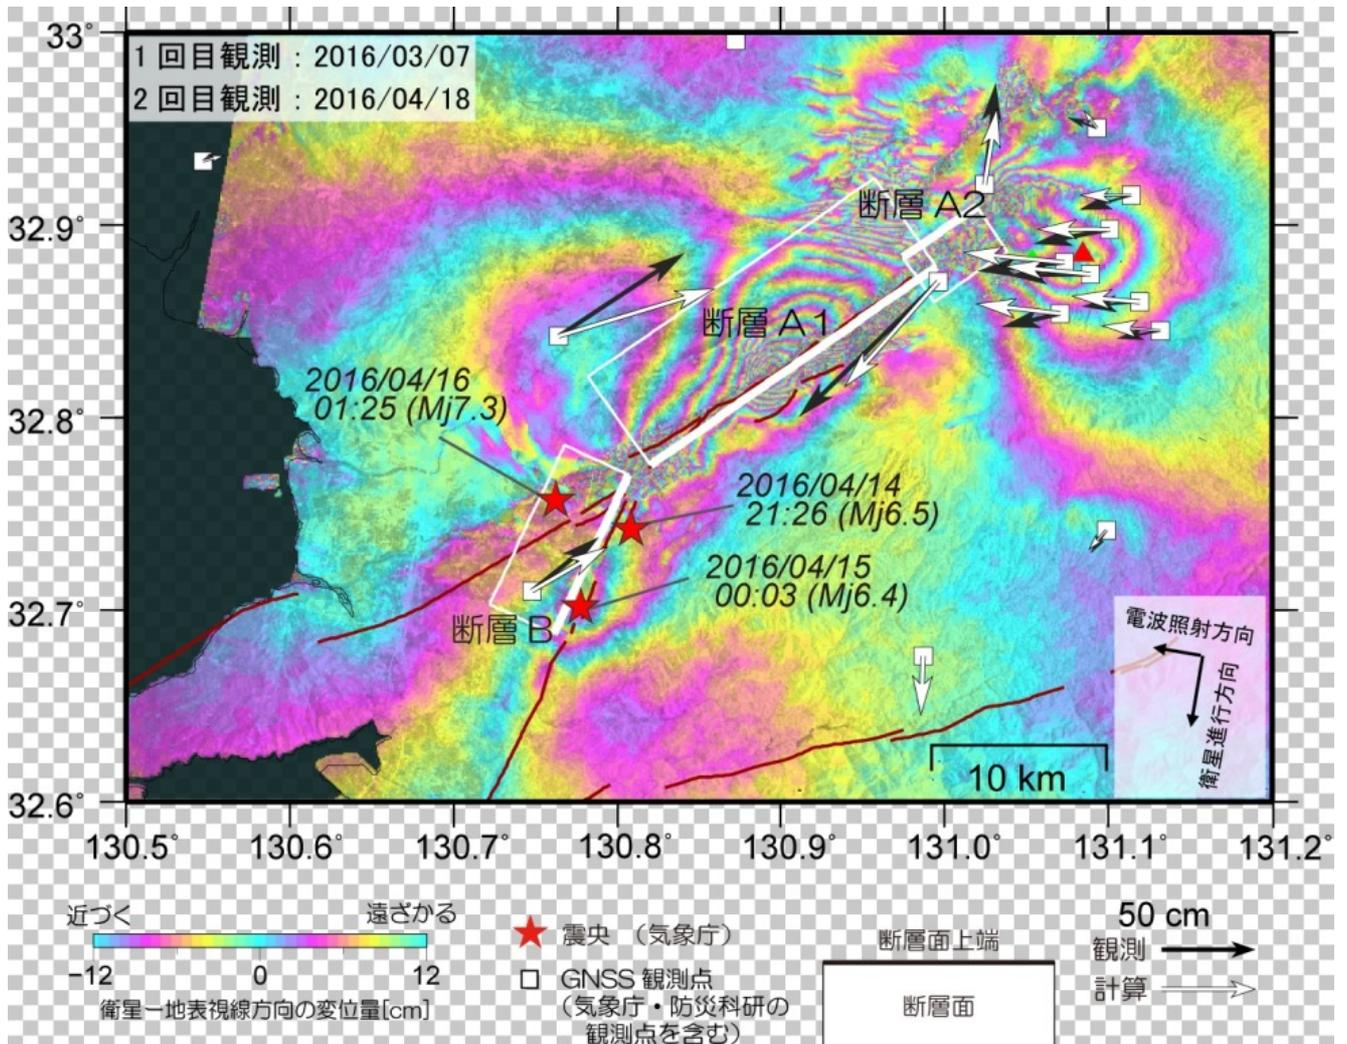 1回目観測：2016/03/07
2回目観測：2016/04/18
33°
32.9°
32.8°
32.7°
32.6°
断層 A2
断層 A1
2016/04/16
01:25 (Mj7.3)
2016/04/14
21:26 (Mj6.5)
2016/04/15
00:03 (Mj6.4)
断層 B
電波照射方向
衛星進行方向
10 km
130.5°
130.6°
130.7°
130.8°
130.9°
131.0°
131.1°
131.2°
近づく
遠ざかる
−12
0
12
衛星ー地表視線方向の変位量[cm]
震央　（気象庁）
GNSS 観測点
（気象庁・防災科研の
観測点を含む）
断層面上端
断層面
50 cm
観測
計算